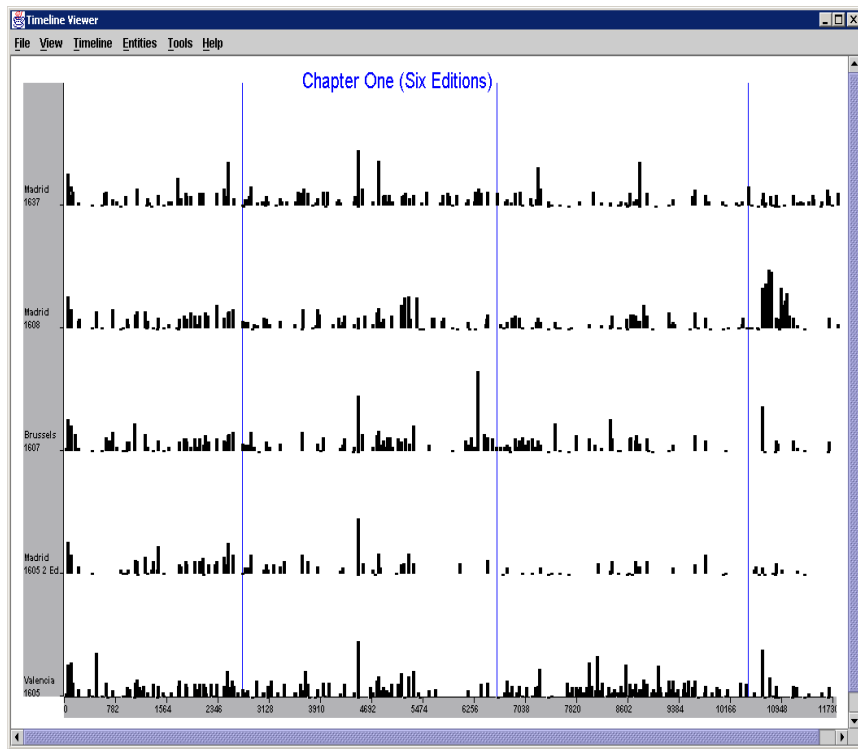 Timeline Viewer
File View Timeline Entities Tools Help
Chapter One (Six Editions)
Madrid
1637
Madrid
1608
Brussels
1607
Madrid
1605 2 Ed.
Valencia
1605
0 782 1564 2346 3128 3910 4692 5474 6256 7038 7820 8602 9384 10166 10948 11730